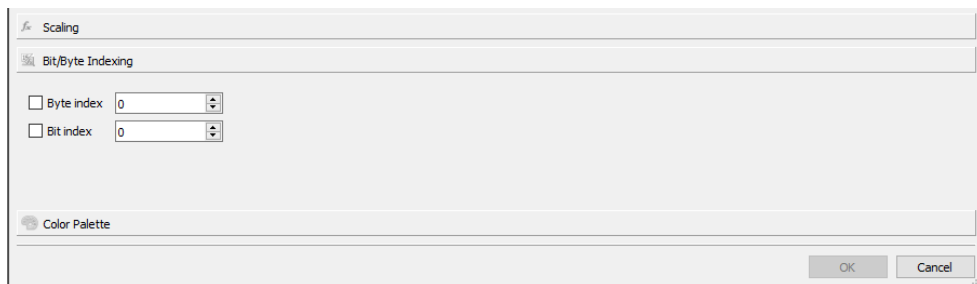 Scaling
Bit/Byte Indexing
Byte index 0
Bit index 0
Color Palette
OK Cancel